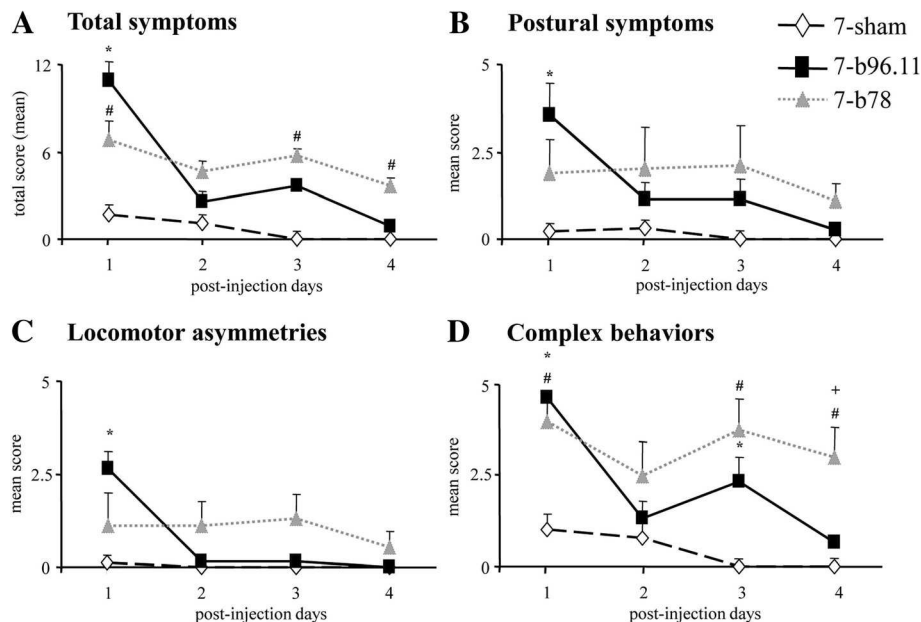 A Total symptoms
total score (mean)
12
6
0
*
#
#
#
1 2 3 4
post-injection days
B Postural symptoms
mean score
5
2.5
0
*
1 2 3 4
post-injection days
7-sham
7-b96.11
7-b78
C Locomotor asymmetries
mean score
5
2.5
0
*
1 2 3 4
post-injection days
D Complex behaviors
mean score
5
2.5
0
*
#
#
*
+
#
1 2 3 4
post-injection days